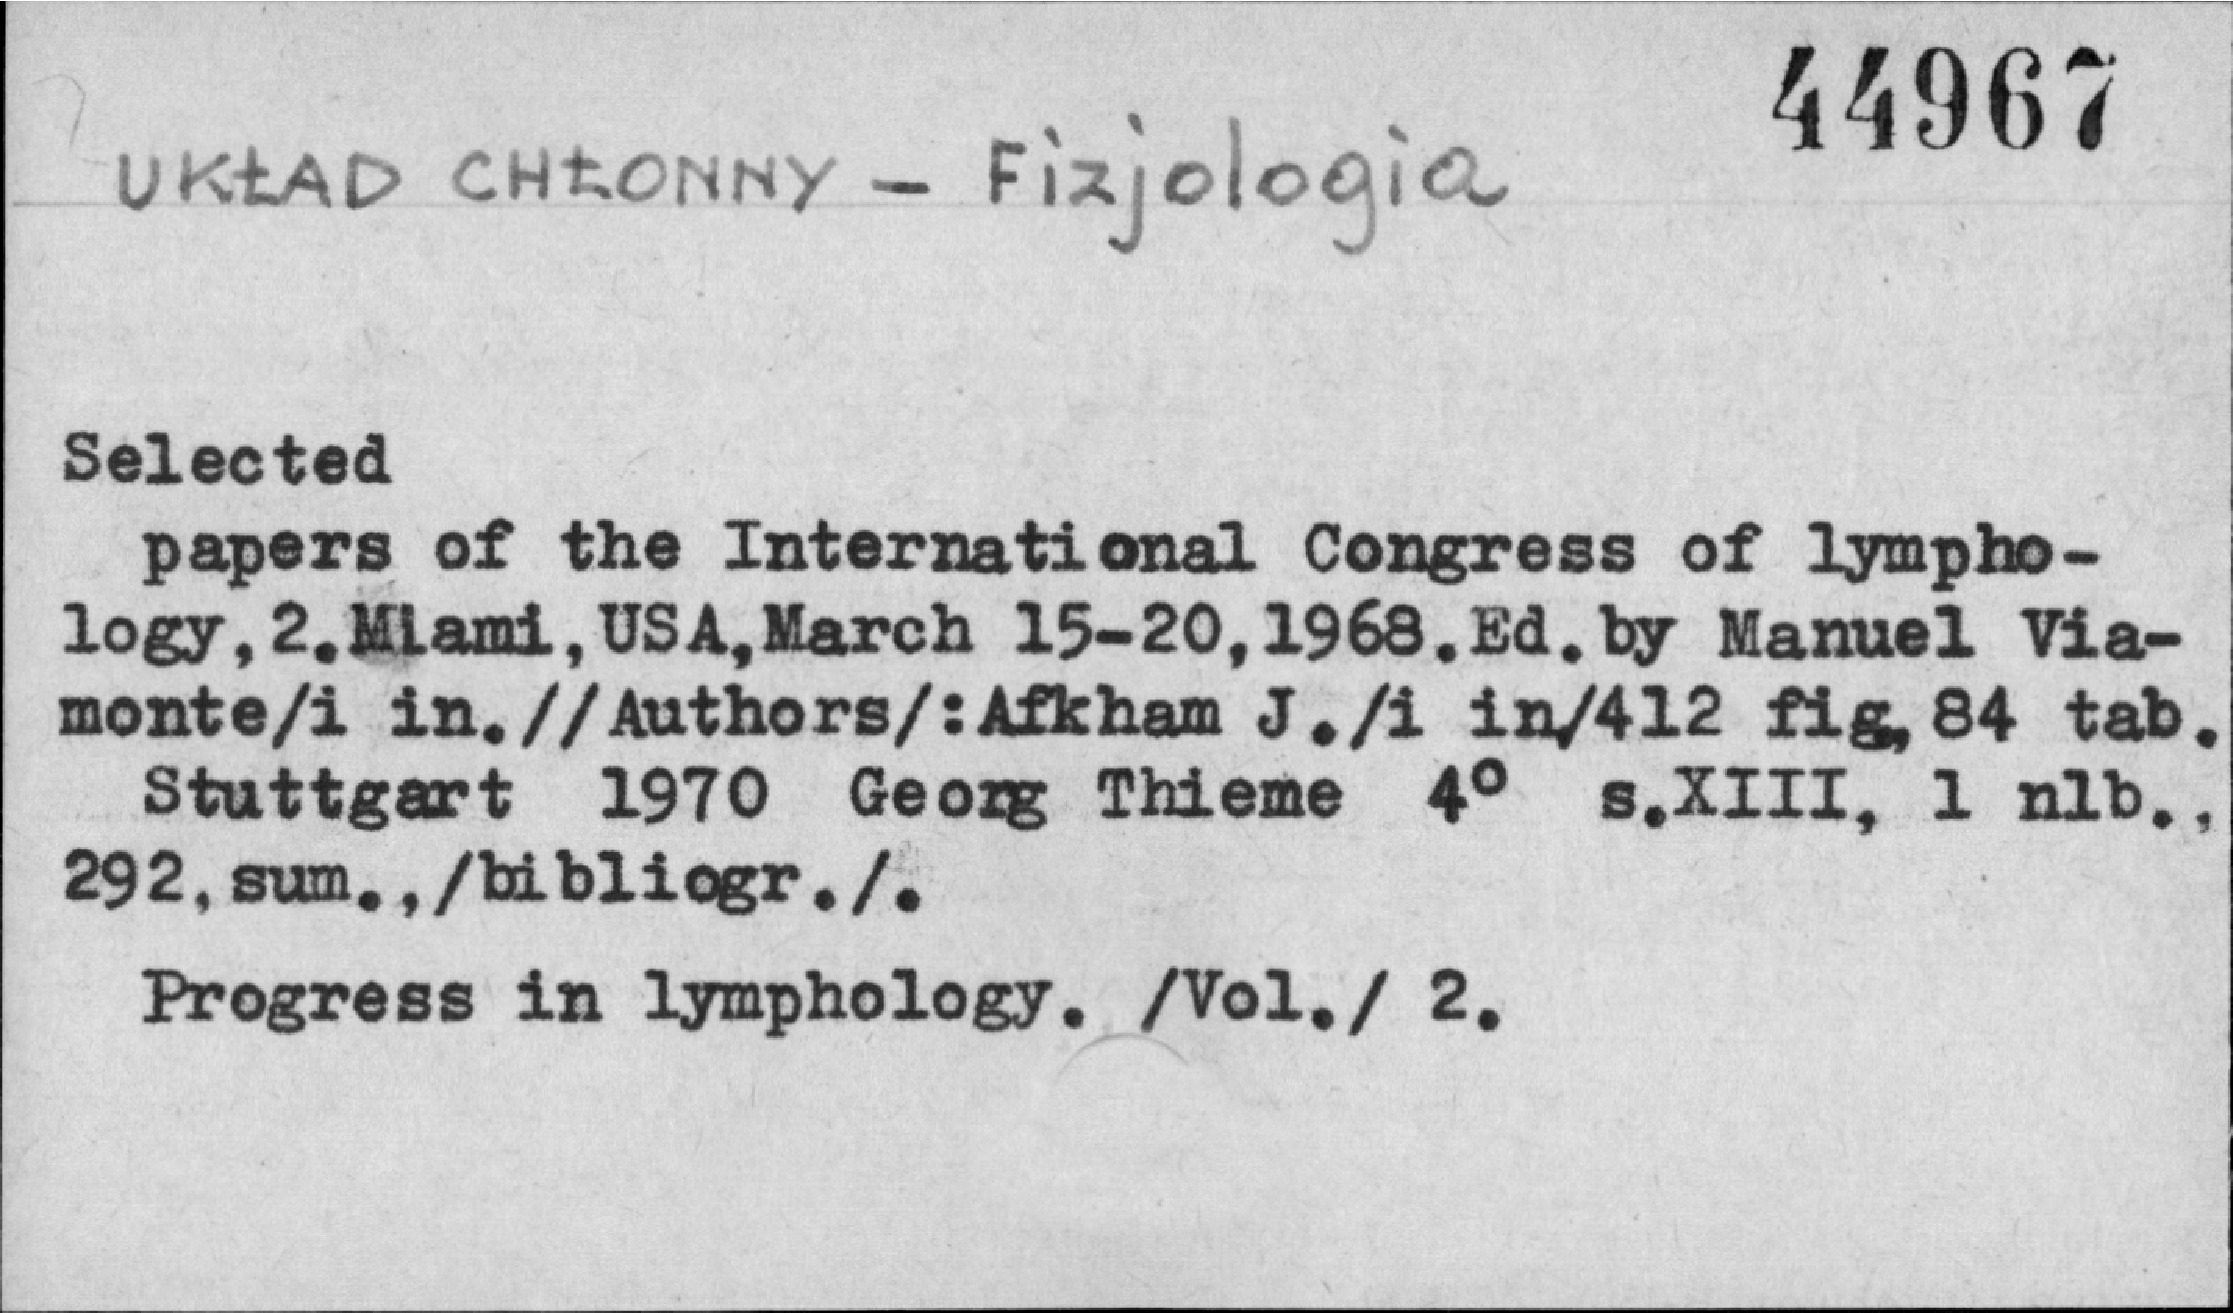 44967
UKŁAD CHŁONNY – Fizjologia
Selected
papers of the International Congress of lympho-
logy,2.Miami,USA,March 15-20,1968.Ed.by Manuel Via-
monte/i in.//Authors/:Afkham J./i in/412 fig,84 tab.
Stuttgart 1970 Georg Thieme 4° s.XIII, 1 nlb.,
292,sum.,/bibliogr./.
Progress in lymphology. /Vol./ 2.